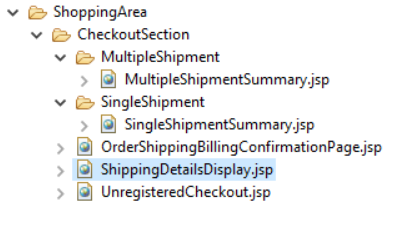 ShoppingArea
CheckoutSection
MultipleShipment
MultipleShipmentSummary.jsp
SingleShipment
SingleShipmentSummary.jsp
OrderShippingBillingConfirmationPage.jsp
ShippingDetailsDisplay.jsp
UnregisteredCheckout.jsp